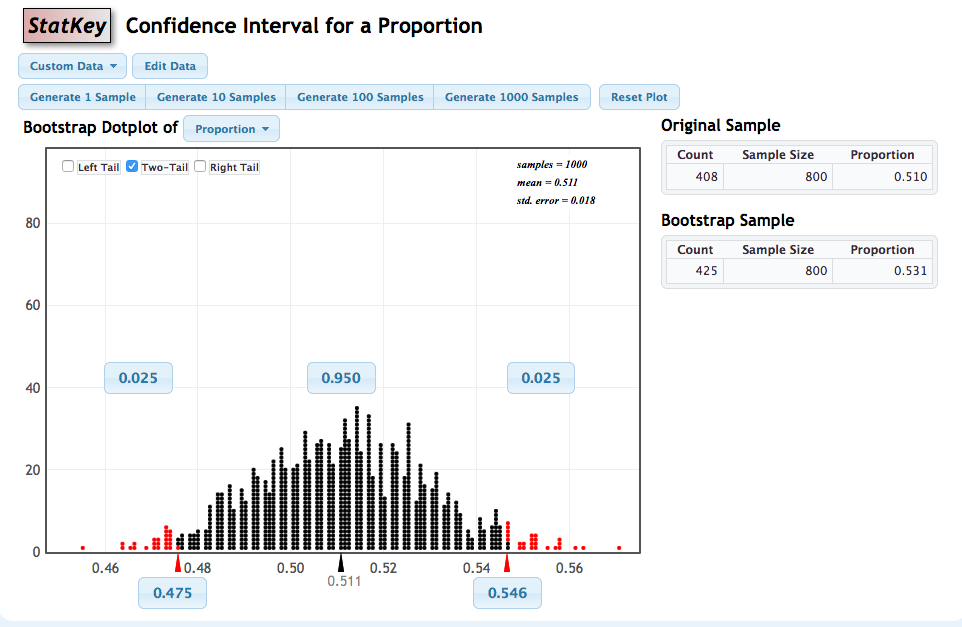 StatKey Confidence Interval for a Proportion
Custom Data Edit Data
Generate 1 Sample Generate 10 Samples Generate 100 Samples Generate 1000 Samples Reset Plot
Bootstrap Dotplot of Proportion
Left Tail Two-Tail Right Tail
samples = 1000
mean = 0.511
std. error = 0.018
80
60
40
20
0
0.025 0.950 0.025
0.46 0.48 0.50 0.52 0.54 0.56
0.511
0.475 0.546
Original Sample
Count Sample Size Proportion
408 800 0.510
Bootstrap Sample
Count Sample Size Proportion
425 800 0.531